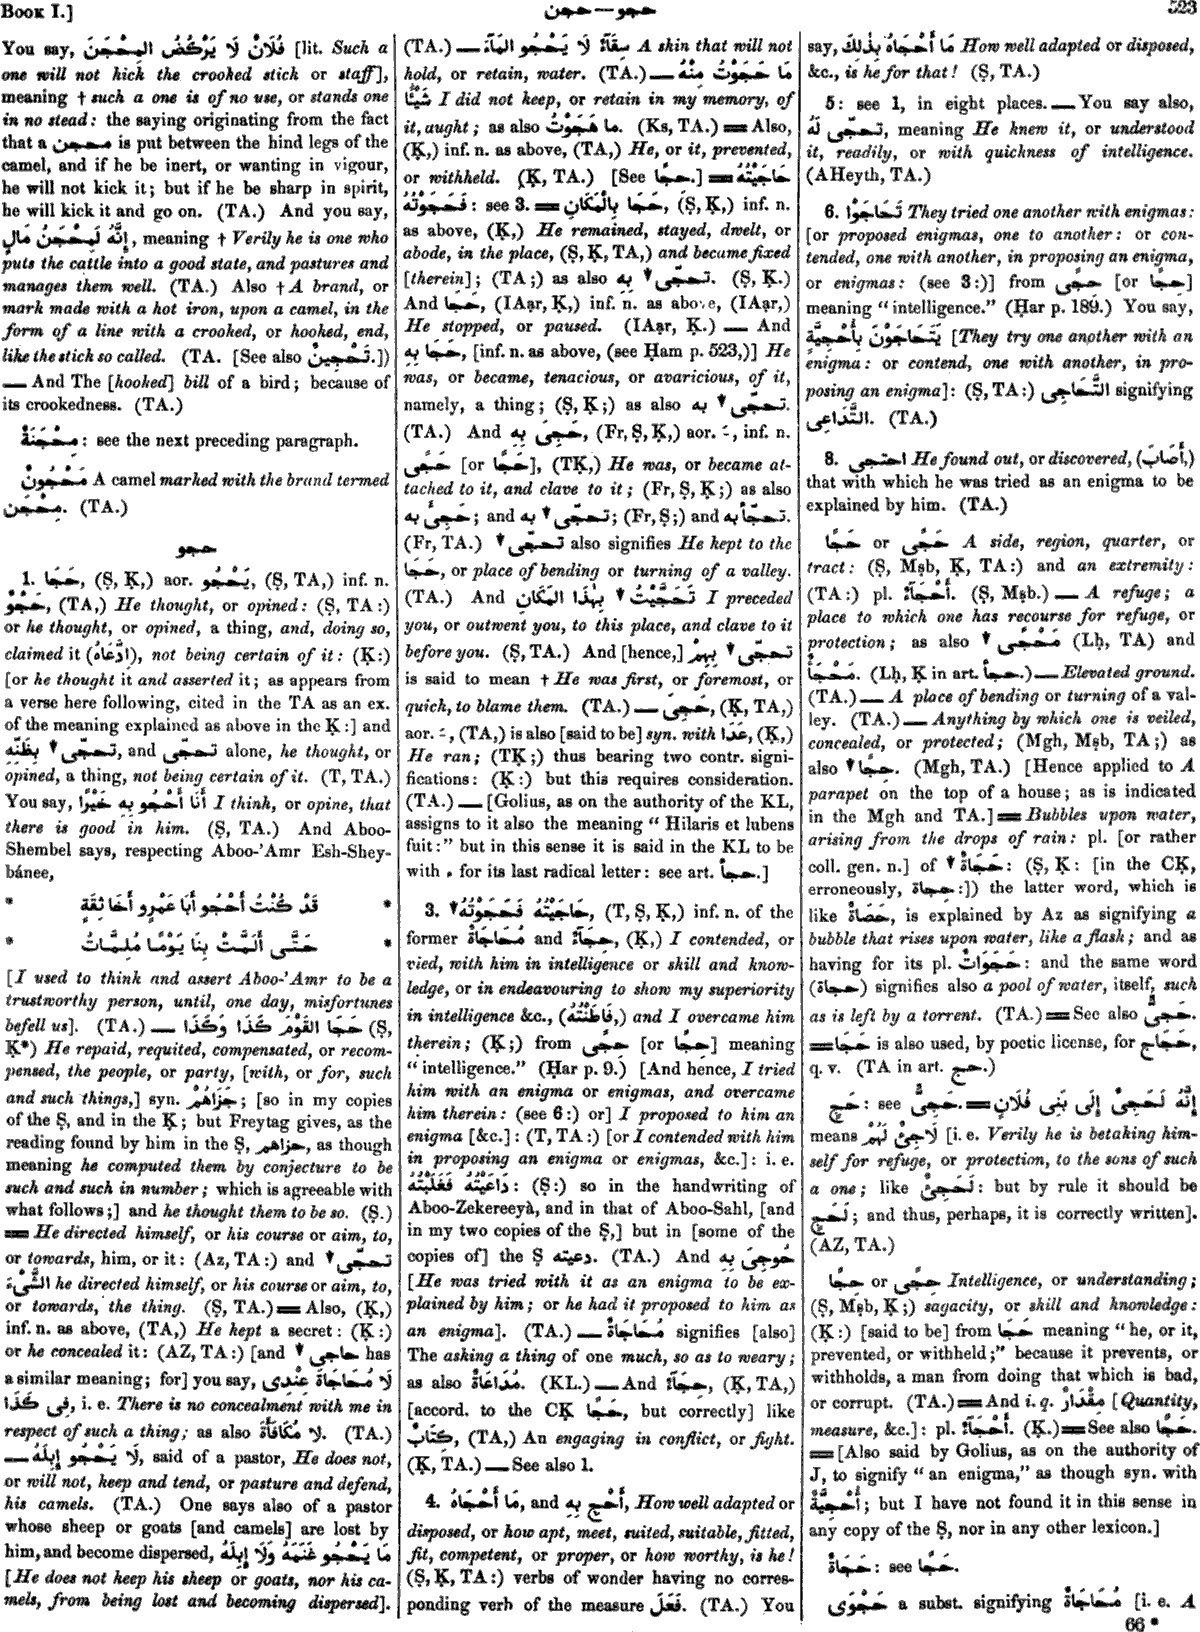 Book I.]
حجو — حجن
523
You say, فُلَانٌ لَا يَرْكُضُ المِحْجَنَ [lit. Such a
one will not kick the crooked stick or staff],
meaning † such a one is of no use, or stands one
in no stead: the saying originating from the fact
that a محجن is put between the hind legs of the
camel, and if he be inert, or wanting in vigour,
he will not kick it; but if he be sharp in spirit,
he will kick it and go on. (TA.) And you say,
إِنَّهُ لَمِحْجَنُ مَالٍ, meaning † Verily he is one who
puts the cattle into a good state, and pastures and
manages them well. (TA.) Also † A brand, or
mark made with a hot iron, upon a camel, in the
form of a line with a crooked, or hooked, end,
like the stick so called. (TA. [See also تَحْجِينٌ.])
— And The [hooked] bill of a bird; because of
its crookedness. (TA.)
مِحْجَنَةٌ: see the next preceding paragraph.
مَحْجُونٌ A camel marked with the brand termed
مِحْجَن. (TA.)
حجو
1. حَجَا, (Ṣ, Ḳ,) aor. يَحْجُو, (Ṣ, TA,) inf. n.
حَجْوٌ, (TA,) He thought, or opined: (Ṣ, TA:)
or he thought, or opined, a thing, and, doing so,
claimed it (ادَّعَاهُ), not being certain of it: (Ḳ:)
[or he thought it and asserted it; as appears from
a verse here following, cited in the TA as an ex.
of the meaning explained as above in the Ḳ:] and
تحجّى ▼ بِظَنِّهِ, and تحجّى alone, he thought, or
opined, a thing, not being certain of it. (T, TA.)
You say, أَنَا أَحْجُو بِهِ خَيْرًا I think, or opine, that
there is good in him. (Ṣ, TA.) And Aboo-
Shembel says, respecting Aboo-'Amr Esh-Shey-
bánee,
* قَدْ كُنْتُ أَحْجُو أَبَا عَمْرٍو أَخَا ثِقَةٍ *
* حَتَّى أَلَمَّتْ بِنَا يَوْمًا مُلِمَّاتُ *
[I used to think and assert Aboo-'Amr to be a
trustworthy person, until, one day, misfortunes
befell us]. (TA.) — حَجَا القَوْمَ كَذَا وَكَذَا (Ṣ,
Ḳ*) He repaid, requited, compensated, or recom-
pensed, the people, or party, [with, or for, such
and such things,] syn. جَزَاهُمْ; [so in my copies
of the Ṣ, and in the Ḳ; but Freytag gives, as the
reading found by him in the Ṣ, حزاهم, as though
meaning he computed them by conjecture to be
such and such in number; which is agreeable with
what follows;] and he thought them to be so. (Ṣ.)
═ He directed himself, or his course or aim, to,
or towards, him, or it: (Az, TA:) and تحجّى ▼
الشَّىْءَ he directed himself, or his course or aim, to,
or towards, the thing. (Ṣ, TA.) ═ Also, (Ḳ,)
inf. n. as above, (TA,) He kept a secret: (Ḳ:)
or he concealed it: (AZ, TA:) [and حاجى ▼ has
a similar meaning; for] you say, لَا مُحَاجَاةَ عِنْدِى
فِى كَذَا, i. e. There is no concealment with me in
respect of such a thing; as also لَا مُكَافَأَةَ. (TA.)
— لَا يَحْجُو إِبِلَهُ, said of a pastor, He does not,
or will not, keep and tend, or pasture and defend,
his camels. (TA.) One says also of a pastor
whose sheep or goats [and camels] are lost by
him, and become dispersed, مَا يَحْجُو غَنَمَهُ وَلَا إِبِلَهُ
[He does not keep his sheep or goats, nor his ca-
mels, from being lost and becoming dispersed].
(TA.) — سِقَآءٌ لَا يَحْجُو المَآءَ A skin that will not
hold, or retain, water. (TA.) — مَا حَجَوْتُ مِنْهُ
شَيْئًا I did not keep, or retain in my memory, of
it, aught; as also ما هَجَوْتُ. (Ks, TA.) ═ Also,
(Ḳ,) inf. n. as above, (TA,) He, or it, prevented,
or withheld. (Ḳ, TA.) [See حِجًا.] ═ حَاجَيْتُهُ
فَحَجَوْتُهُ: see 3. ═ حَجَا بِالْمَكَانِ, (Ṣ, Ḳ,) inf. n.
as above, (Ḳ,) He remained, stayed, dwelt, or
abode, in the place, (Ṣ, Ḳ, TA,) and became fixed
[therein]; (TA;) as also تحجّى ▼ بِهِ. (Ṣ, Ḳ.)
And حجا, (IAạr, Ḳ,) inf. n. as above, (IAạr,)
He stopped, or paused. (IAạr, Ḳ.) — And
حَجَا بِهِ, [inf. n. as above, (see Ḥam p. 523,)] He
was, or became, tenacious, or avaricious, of it,
namely, a thing; (Ṣ, Ḳ;) as also تحجّى ▼ به.
(TA.) And حَجِىَ بِهِ, (Fr, Ṣ, Ḳ,) aor. ـَ, inf. n.
حَجًى [or حَجًا], (TḲ,) He was, or became at-
tached to it, and clave to it; (Fr, Ṣ, Ḳ;) as also
حَجِئَ به; and تحجّى ▼ به; (Fr, Ṣ;) and تحجّأ به.
(Fr, TA.) تحجّى ▼ also signifies He kept to the
حَجَا, or place of bending or turning of a valley.
(TA.) And تَحَجَّيْتُ ▼ بِهٰذَا المَكَانِ I preceded
you, or outwent you, to this place, and clave to it
before you. (Ṣ, TA.) And [hence,] تحجّى ▼ بِهِمْ
is said to mean † He was first, or foremost, or
quick, to blame them. (TA.) — حَجِىَ, (Ḳ, TA,)
aor. ـَ, (TA,) is also [said to be] syn. with عَدَا, (Ḳ,)
He ran; (TḲ;) thus bearing two contr. signi-
fications: (Ḳ:) but this requires consideration.
(TA.) — [Golius, as on the authority of the KL,
assigns to it also the meaning "Hilaris et lubens
fuit:" but in this sense it is said in the KL to be
with ء for its last radical letter: see art. حجأ.]
3. حَاجَيْتُهُ فَحَجَوْتُهُ ▼, (T, Ṣ, Ḳ,) inf. n. of the
former مُحَاجَاةٌ and حِجَآءٌ, (Ḳ,) I contended, or
vied, with him in intelligence or skill and know-
ledge, or in endeavouring to show my superiority
in intelligence &c., (فَاطَنْتُهُ,) and I overcame him
therein; (Ḳ;) from حِجًى [or حِجًا] meaning
"intelligence." (Ḥar p. 9.) [And hence, I tried
him with an enigma or enigmas, and overcame
him therein: (see 6:) or] I proposed to him an
enigma [&c.]: (T, TA:) [or I contended with him
in proposing an enigma or enigmas, &c.]: i. e.
دَاعَيْتُهُ فَغَلَبْتُهُ: (Ṣ:) so in the handwriting of
Aboo-Zekereeyà, and in that of Aboo-Sahl, [and
in my two copies of the Ṣ,] but in [some of the
copies of] the Ṣ دعيته. (TA.) And حُوجِىَ بِهِ
[He was tried with it as an enigma to be ex-
plained by him; or he had it proposed to him as
an enigma]. (TA.) — مُحَاجَاةٌ signifies [also]
The asking a thing of one much, so as to weary;
as also مُدَاعَاةٌ. (KL.) — And حِجَآءٌ, (Ḳ, TA,)
[accord. to the CḲ حَجًا, but correctly] like
كِتَابٌ, (TA,) An engaging in conflict, or fight.
(Ḳ, TA.) — See also 1.
4. مَا أَحْجَاهُ, and أَحْجِ بِهِ, How well adapted or
disposed, or how apt, meet, suited, suitable, fitted,
fit, competent, or proper, or how worthy, is he!
(Ṣ, Ḳ, TA:) verbs of wonder having no corres-
ponding verb of the measure فَعَلَ. (TA.) You
say, مَا أَحْجَاهُ بِذٰلِكَ How well adapted or disposed,
&c., is he for that! (Ṣ, TA.)
5: see 1, in eight places. — You say also,
تحجّى لَهُ, meaning He knew it, or understood
it, readily, or with quickness of intelligence.
(AHeyth, TA.)
6. تَحَاجَوْا They tried one another with enigmas:
[or proposed enigmas, one to another: or con-
tended, one with another, in proposing an enigma,
or enigmas: (see 3:)] from حِجًى [or حِجًا]
meaning "intelligence." (Ḥar p. 189.) You say,
يَتَحَاجَوْنَ بِأُحْجِيَّةٍ [They try one another with an
enigma: or contend, one with another, in pro-
posing an enigma]: (Ṣ, TA:) التَّحَاجِى signifying
التَّدَاعِى. (TA.)
8. احتجى He found out, or discovered, (أَصَابَ,)
that with which he was tried as an enigma to be
explained by him. (TA.)
حَجًا or حَجًى A side, region, quarter, or
tract: (Ṣ, Mṣb, Ḳ, TA:) and an extremity:
(TA:) pl. أَحْجَآءٌ. (Ṣ, Mṣb.) — A refuge; a
place to which one has recourse for refuge, or
protection; as also مَحْجًى ▼ (Lḥ, TA) and
مَحْجَأٌ. (Lḥ, Ḳ in art. حجأ.) — Elevated ground.
(TA.) — A place of bending or turning of a val-
ley. (TA.) — Anything by which one is veiled,
concealed, or protected; (Mgh, Mṣb, TA;) as
also حِجًا ▼. (Mgh, TA.) [Hence applied to A
parapet on the top of a house; as is indicated
in the Mgh and TA.] ═ Bubbles upon water,
arising from the drops of rain: pl. [or rather
coll. gen. n.] of حَجَاةٌ ▼: (Ṣ, Ḳ: [in the CḲ,
erroneously, حجاة:]) the latter word, which is
like حَصَاةٌ, is explained by Az as signifying a
bubble that rises upon water, like a flash; and as
having for its pl. حَجَوَاتٌ: and the same word
(حجاة) signifies also a pool of water, itself, such
as is left by a torrent. (TA.) ═ See also حَجِىٌّ.
═ حَجَا is also used, by poetic license, for حَجَّاج,
q. v. (TA in art. حج.)
حَجٍ: see حَجِىٌّ. ═ إِنَّهُ لَحَجِىْ إِلَى بَنِى فُلَانٍ
means لَاجِئٌ لَهُمْ [i. e. Verily he is betaking him-
self for refuge, or protection, to the sons of such
a one; like لَحَجِئٌ: but by rule it should be
لَحَجٍ; and thus, perhaps, it is correctly written].
(AZ, TA.)
حِجًا or حِجًى Intelligence, or understanding;
(Ṣ, Mṣb, Ḳ;) sagacity, or skill and knowledge:
(Ḳ:) [said to be] from حَجَا meaning "he, or it,
prevented, or withheld;" because it prevents, or
withholds, a man from doing that which is bad,
or corrupt. (TA.) ═ And i. q. مِقْدَارٌ [Quantity,
measure, &c.]: pl. أَحْجَآءٌ. (Ḳ.) ═ See also حَجًا.
═ [Also said by Golius, as on the authority of
J, to signify "an enigma," as though syn. with
أُحْجِيَّةٌ; but I have not found it in this sense in
any copy of the Ṣ, nor in any other lexicon.]
حَجَاةٌ: see حَجًا.
حَجْوَى a subst. signifying مُحَاجَاةٌ [i. e. A
66 *